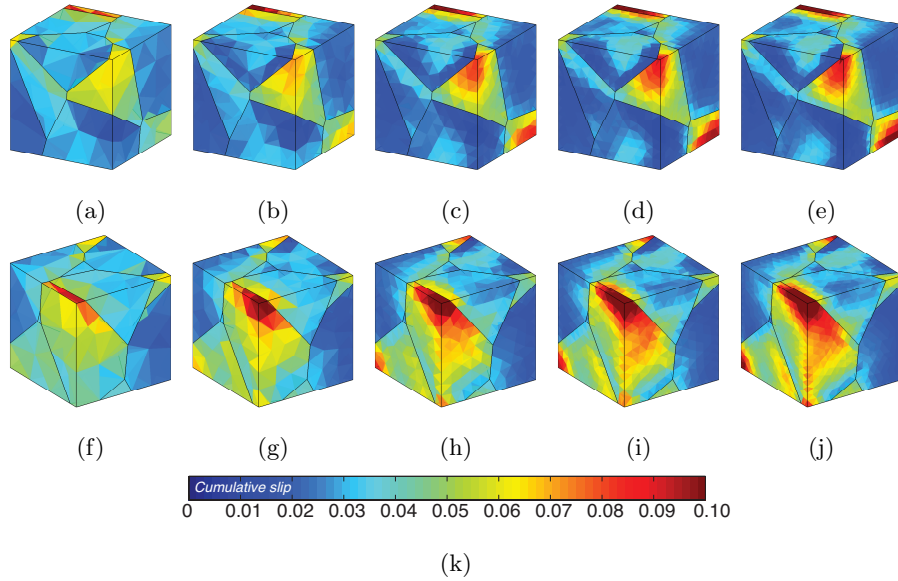 (a) (b) (c) (d) (e)
(f) (g) (h) (i) (j)
Cumulative slip
0 0.01 0.02 0.03 0.04 0.05 0.06 0.07 0.08 0.09 0.10
(k)